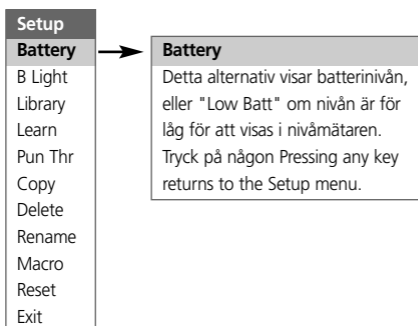 Setup
Battery
B Light
Library
Learn
Pun Thr
Copy
Delete
Rename
Macro
Reset
Exit
Battery
Detta alternativ visar batterinivån,
eller "Low Batt" om nivån är för
låg för att visas i nivåmätaren.
Tryck på någon Pressing any key
returns to the Setup menu.